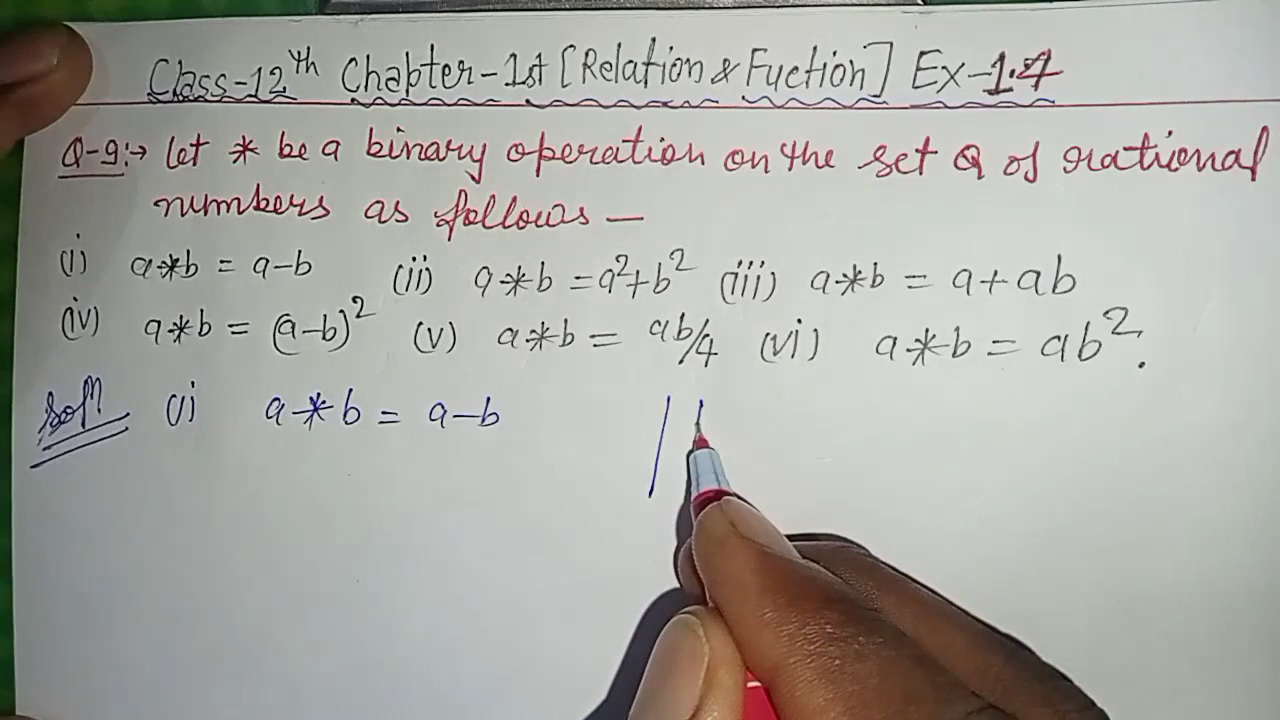 Class-12th Chapter-1st [Relation & Fuction] Ex-1.4
Q-9:→ Let * be a binary operation on the set Q of rational
numbers as follows —
(i) a*b = a-b (ii) a*b = a²+b² (iii) a*b = a+ab
(iv) a*b = (a-b)² (v) a*b = ab/4 (vi) a*b = ab².
Soln (i) a*b = a-b